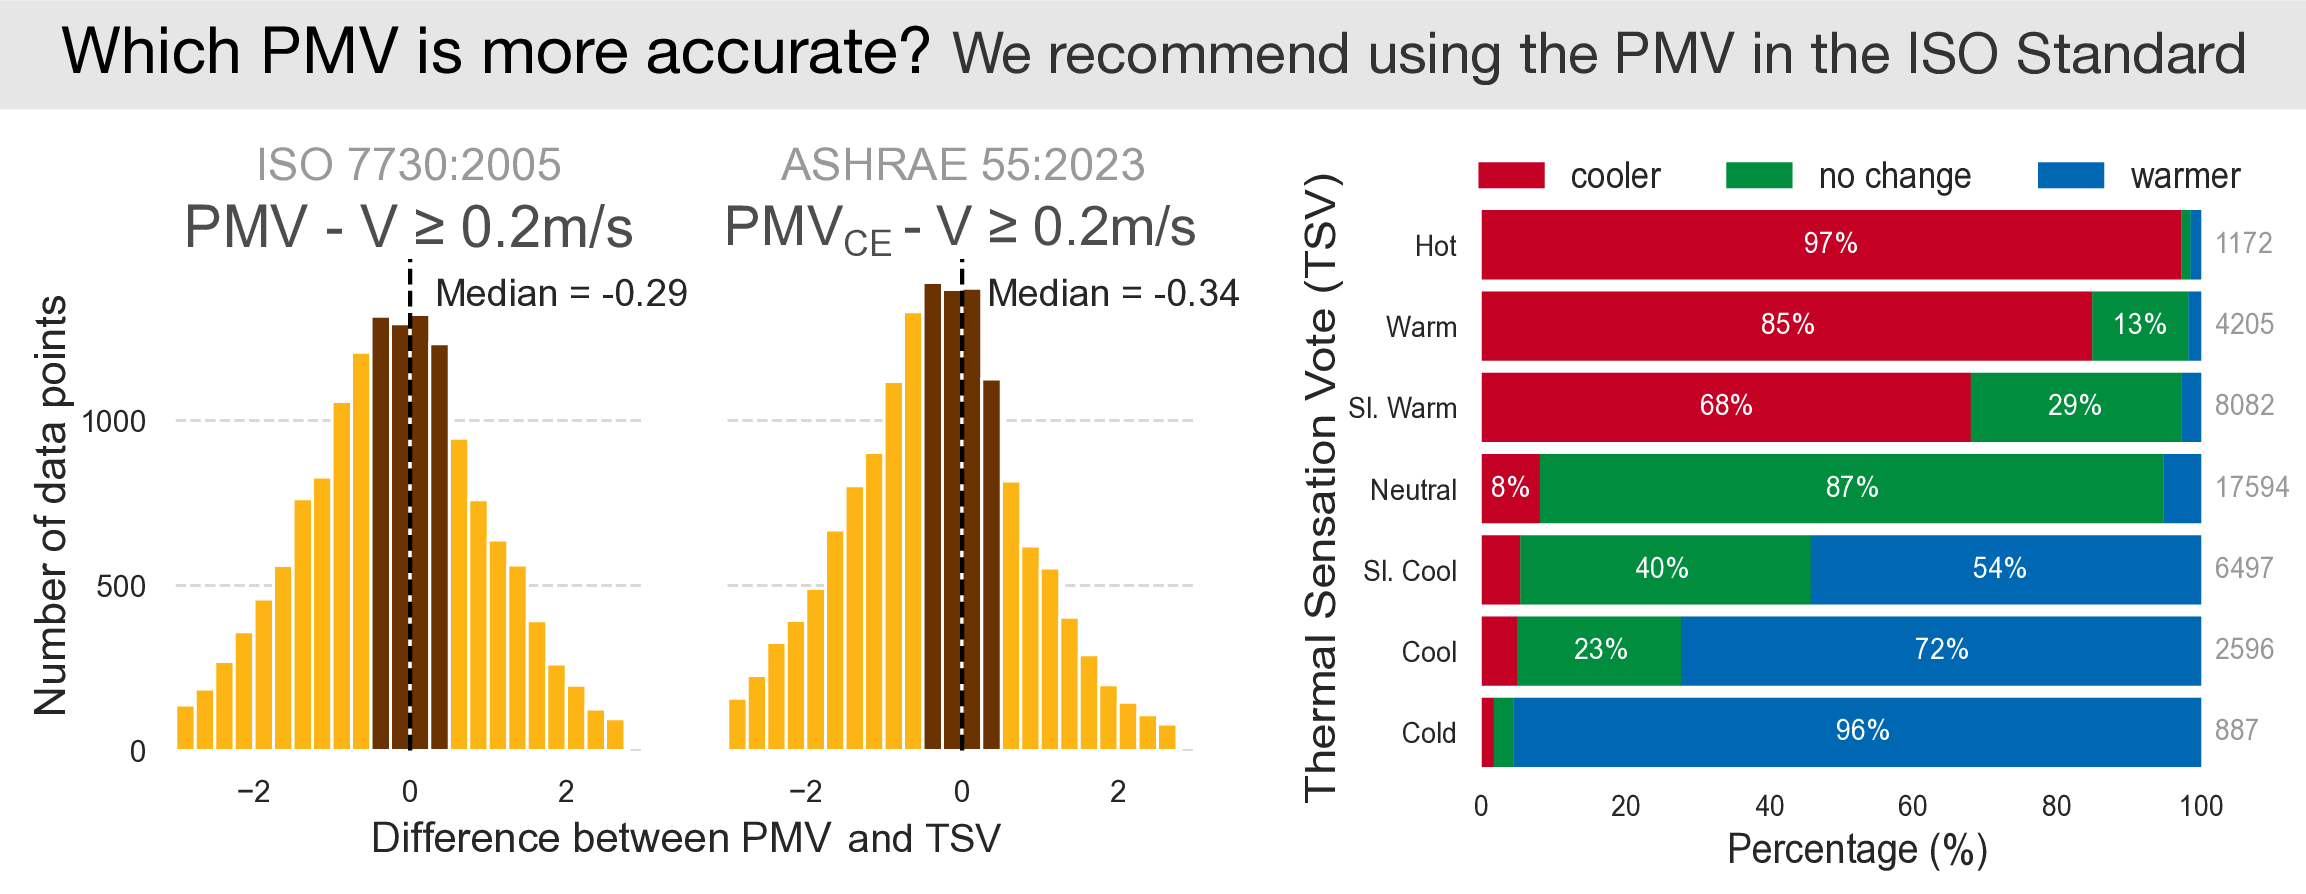 Which PMV is more accurate? We recommend using the PMV in the ISO Standard
ISO 7730:2005
PMV - V ≥ 0.2m/s
Median = -0.29
Number of data points
1000
500
0
−2 0 2
ASHRAE 55:2023
PMVCE - V ≥ 0.2m/s
Median = -0.34
−2 0 2
Difference between PMV and TSV
cooler no change warmer
Thermal Sensation Vote (TSV)
Hot 97% 1172
Warm 85% 13% 4205
Sl. Warm 68% 29% 8082
Neutral 8% 87% 17594
Sl. Cool 40% 54% 6497
Cool 23% 72% 2596
Cold 96% 887
0 20 40 60 80 100
Percentage (%)